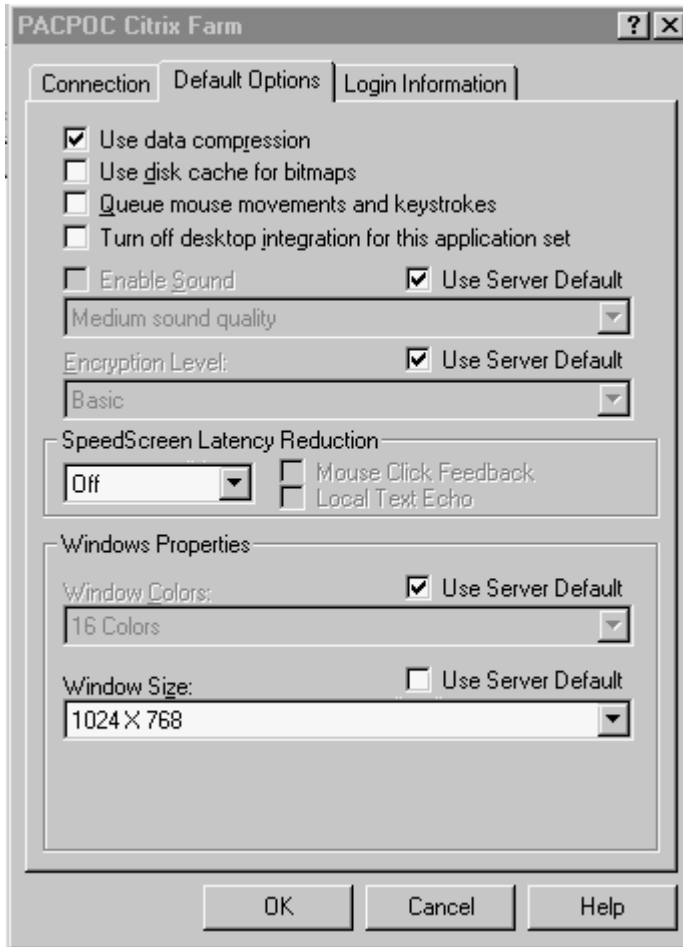 PACPOC Citrix Farm
Connection Default Options Login Information
Use data compression
Use disk cache for bitmaps
Queue mouse movements and keystrokes
Turn off desktop integration for this application set
Enable Sound Use Server Default
Medium sound quality
Encryption Level: Use Server Default
Basic
SpeedScreen Latency Reduction
Off Mouse Click Feedback
Local Text Echo
Windows Properties
Window Colors: Use Server Default
16 Colors
Window Size: Use Server Default
1024 X 768
OK Cancel Help